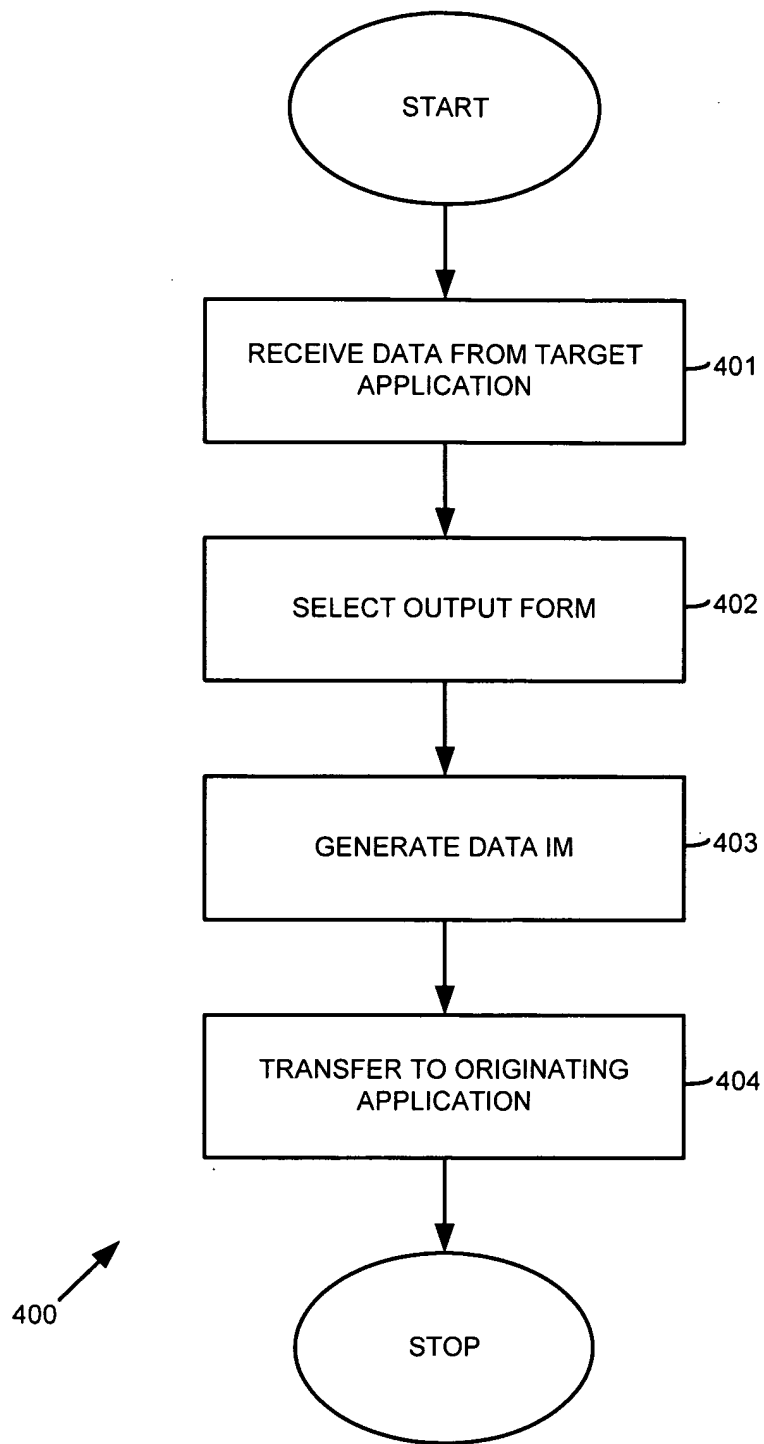 START
RECEIVE DATA FROM TARGET
APPLICATION
401
SELECT OUTPUT FORM
402
GENERATE DATA IM
403
TRANSFER TO ORIGINATING
APPLICATION
404
400
STOP